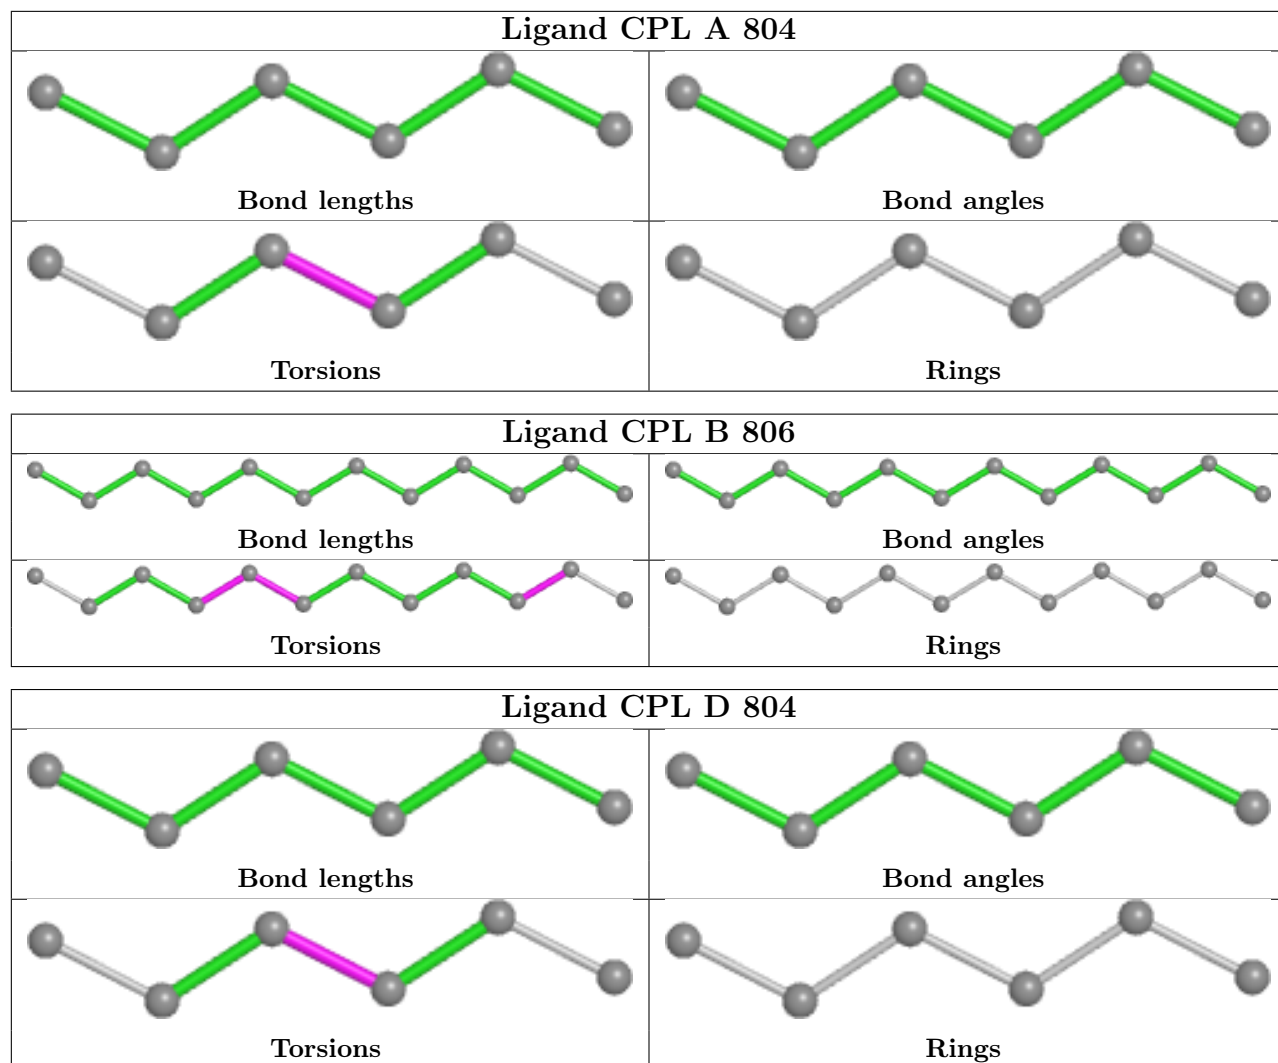 Ligand CPL A 804
Bond lengths
Bond angles
Torsions
Rings
Ligand CPL B 806
Bond lengths
Bond angles
Torsions
Rings
Ligand CPL D 804
Bond lengths
Bond angles
Torsions
Rings